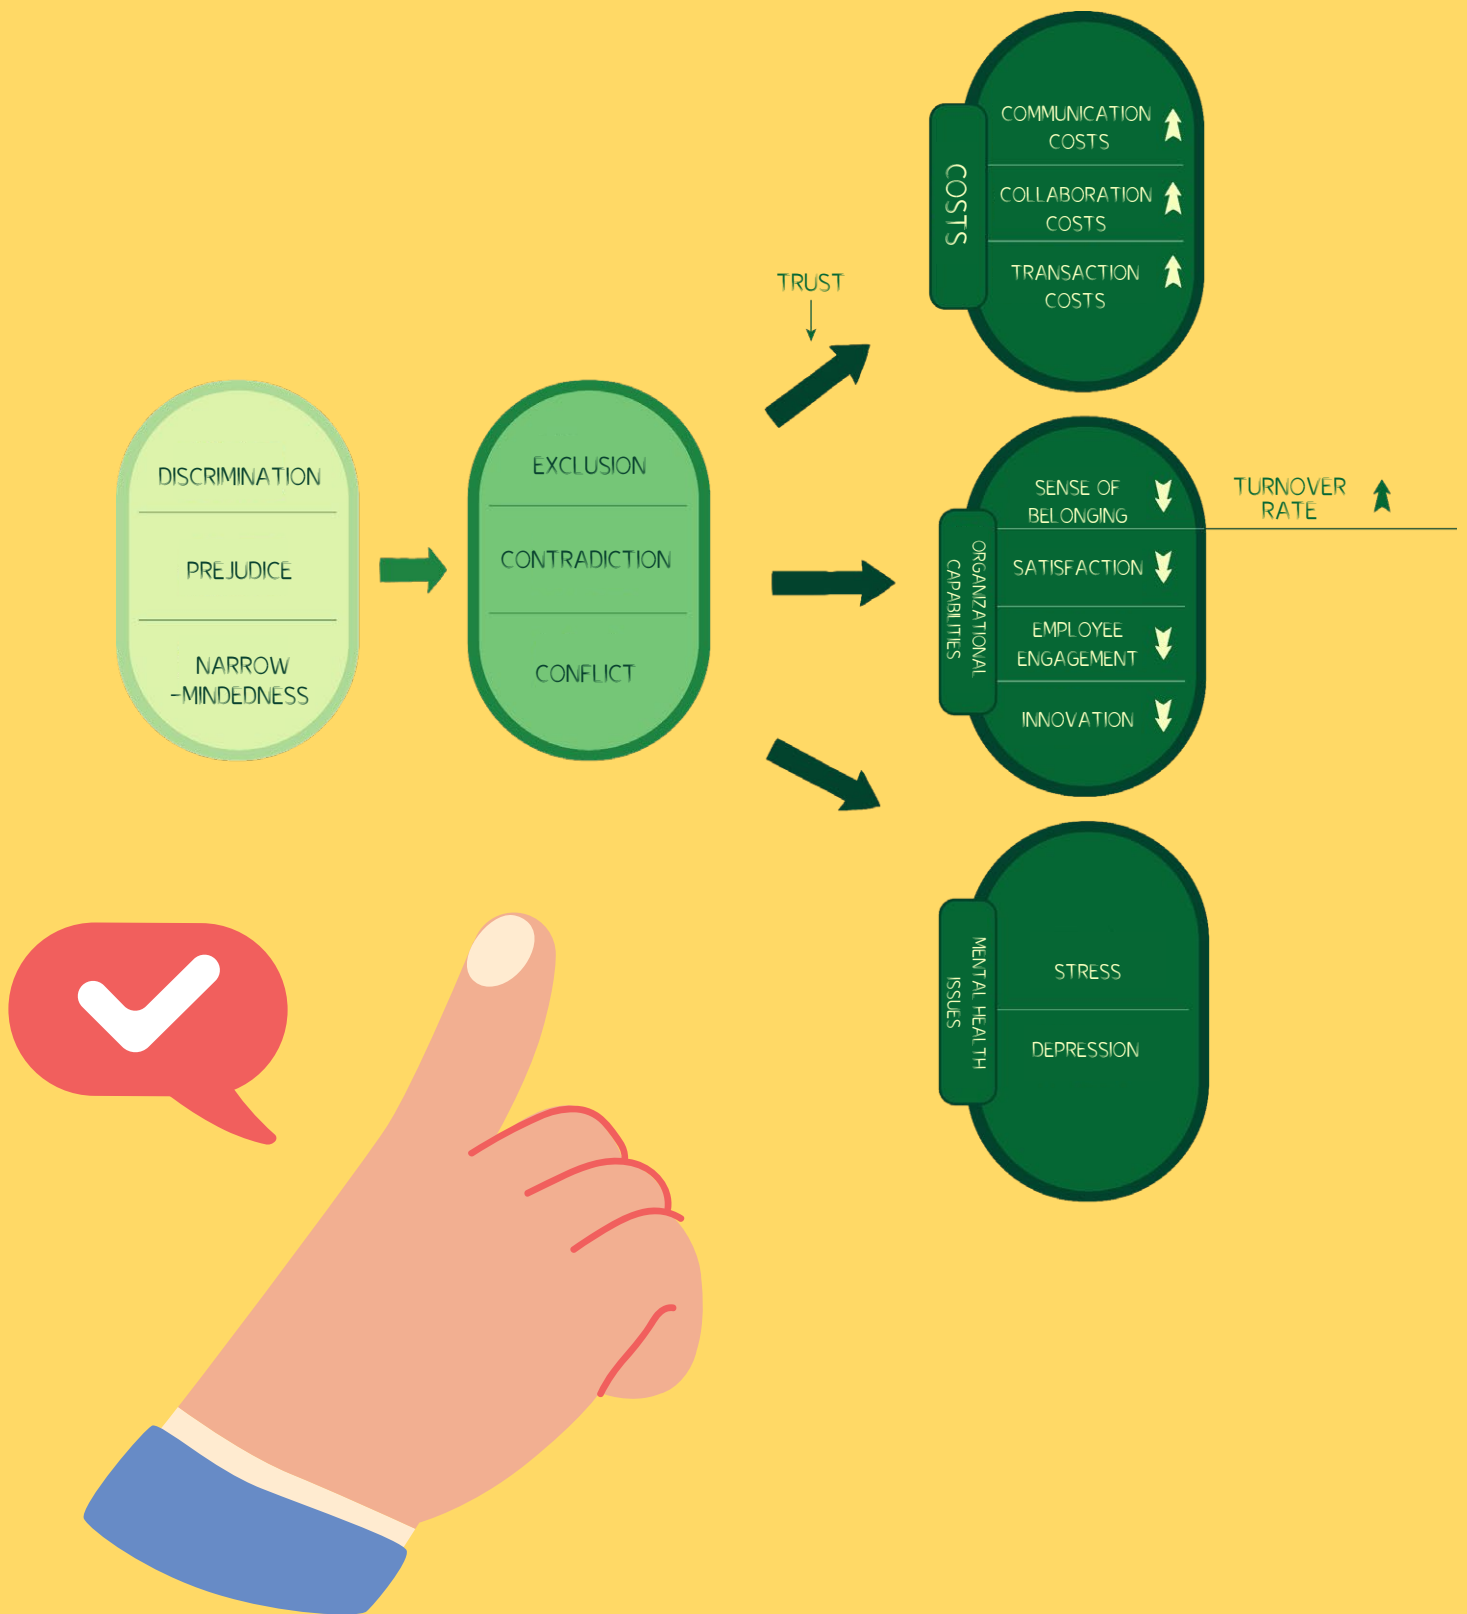 DISCRIMINATION
PREJUDICE
NARROW
-MINDEDNESS
EXCLUSION
CONTRADICTION
CONFLICT
TRUST
COSTS
COMMUNICATION
COSTS
COLLABORATION
COSTS
TRANSACTION
COSTS
ORGANIZATIONAL
CAPABILITIES
SENSE OF
BELONGING
SATISFACTION
EMPLOYEE
ENGAGEMENT
INNOVATION
TURNOVER
RATE
MENTAL HEALTH
ISSUES
STRESS
DEPRESSION